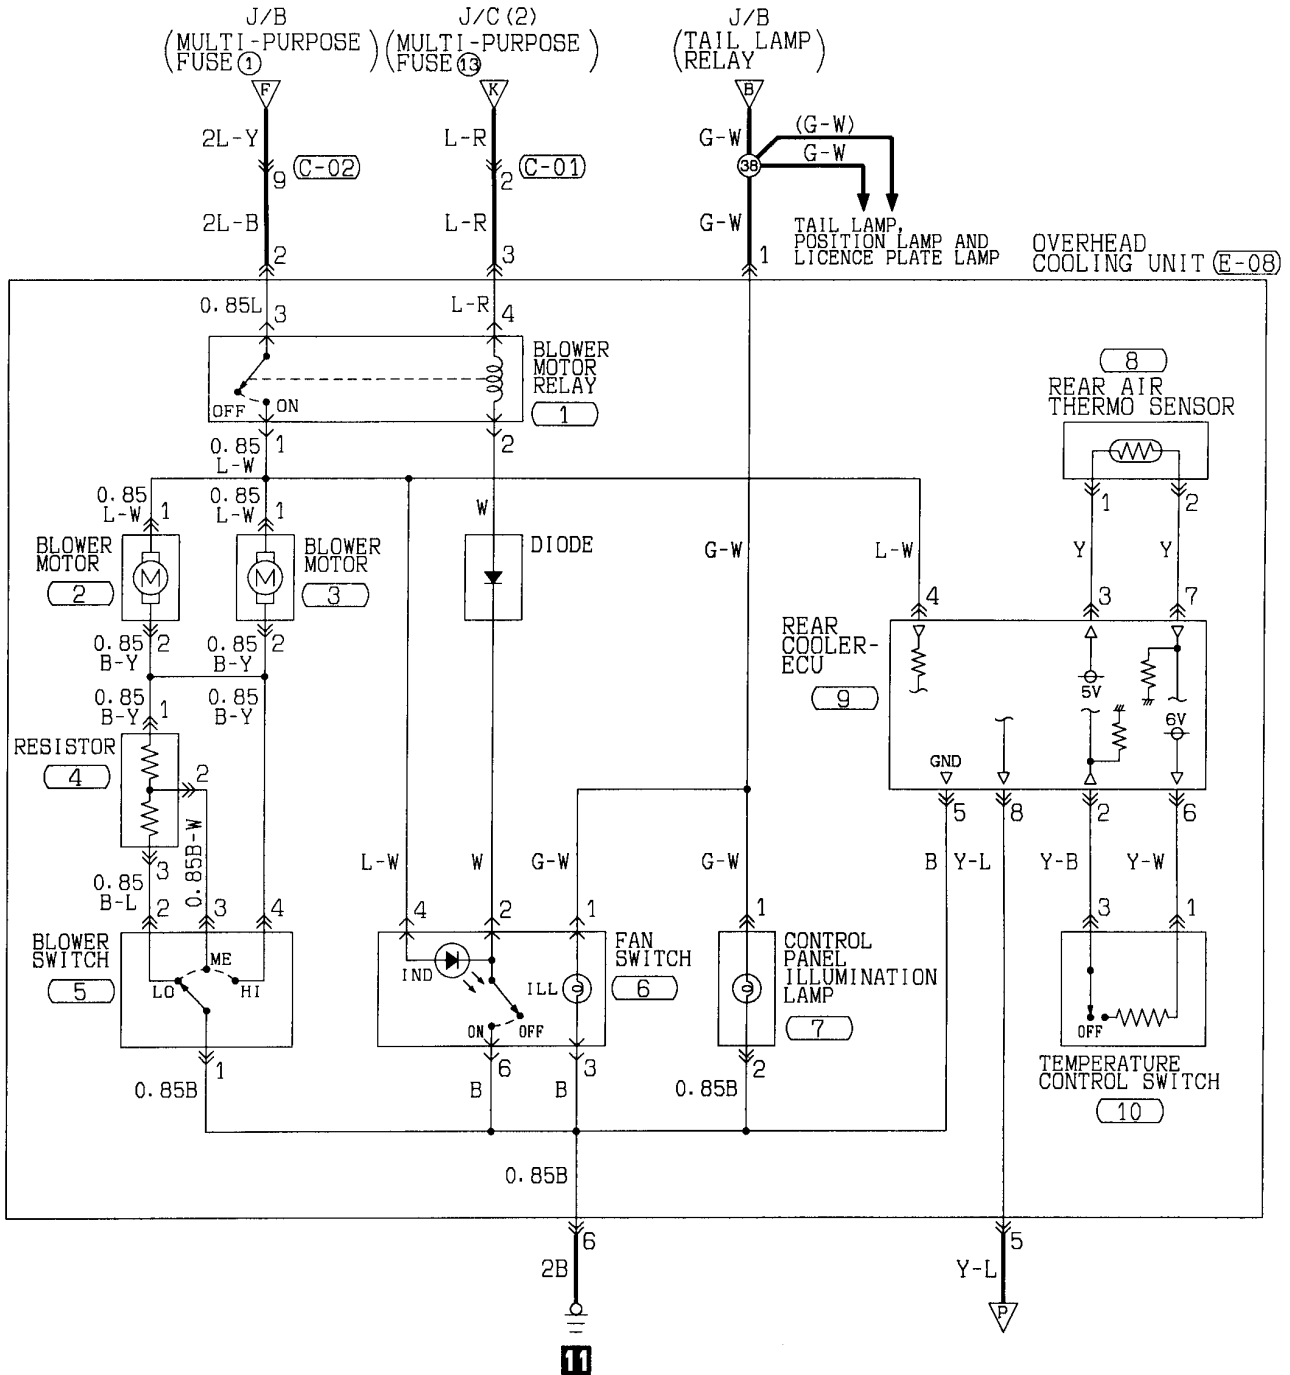 J/B
(MULTI-PURPOSE
FUSE①)
J/C(2)
(MULTI-PURPOSE
FUSE⑬)
J/B
(TAIL LAMP)
RELAY
F
K
B
2L-Y
9
C-02
L-R
2
C-01
G-W
(G-W)
G-W
38
2L-B
2
L-R
3
G-W
1
TAIL LAMP,
POSITION LAMP AND
LICENCE PLATE LAMP
OVERHEAD
COOLING UNIT E-08
0.85L
3
L-R
4
BLOWER
MOTOR
RELAY
1
OFF
ON
8
REAR AIR
THERMO SENSOR
0.85
L-W
1
2
0.85
L-W
1
0.85
L-W
1
W
1
2
BLOWER
MOTOR
2
M
M
BLOWER
MOTOR
3
DIODE
G-W
L-W
Y
Y
4
3
7
0.85
B-Y
2
0.85
B-Y
2
REAR
COOLER-
ECU
9
5V
6V
GND
0.85
B-Y
1
0.85
B-Y
RESISTOR
4
2
3
0.85B-W
5
8
2
6
0.85
B-L
L-W
W
G-W
G-W
B
Y-L
Y-B
Y-W
2
3
4
4
2
1
1
3
1
BLOWER
SWITCH
5
LO
ME
HI
IND
ILL
ON
OFF
FAN
SWITCH
6
CONTROL
PANEL
ILLUMINATION
LAMP
7
OFF
1
0.85B
6
B
3
B
2
0.85B
TEMPERATURE
CONTROL SWITCH
10
0.85B
6
2B
5
Y-L
P
11